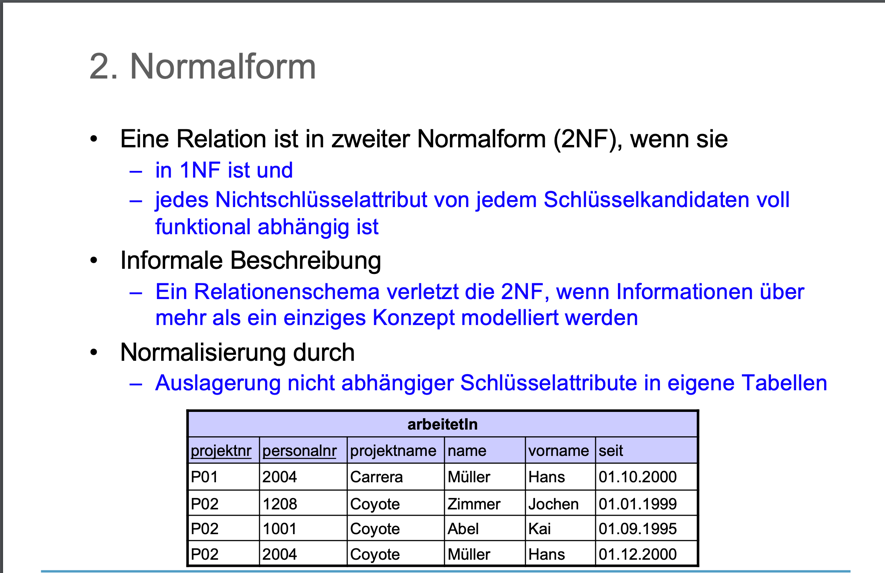 2. Normalform
• Eine Relation ist in zweiter Normalform (2NF), wenn sie
– in 1NF ist und
– jedes Nichtschlüsselattribut von jedem Schlüsselkandidaten voll
funktional abhängig ist
• Informale Beschreibung
– Ein Relationenschema verletzt die 2NF, wenn Informationen über
mehr als ein einziges Konzept modelliert werden
• Normalisierung durch
– Auslagerung nicht abhängiger Schlüsselattribute in eigene Tabellen
arbeitetIn
projektnr personalnr projektname name vorname seit
P01 2004 Carrera Müller Hans 01.10.2000
P02 1208 Coyote Zimmer Jochen 01.01.1999
P02 1001 Coyote Abel Kai 01.09.1995
P02 2004 Coyote Müller Hans 01.12.2000